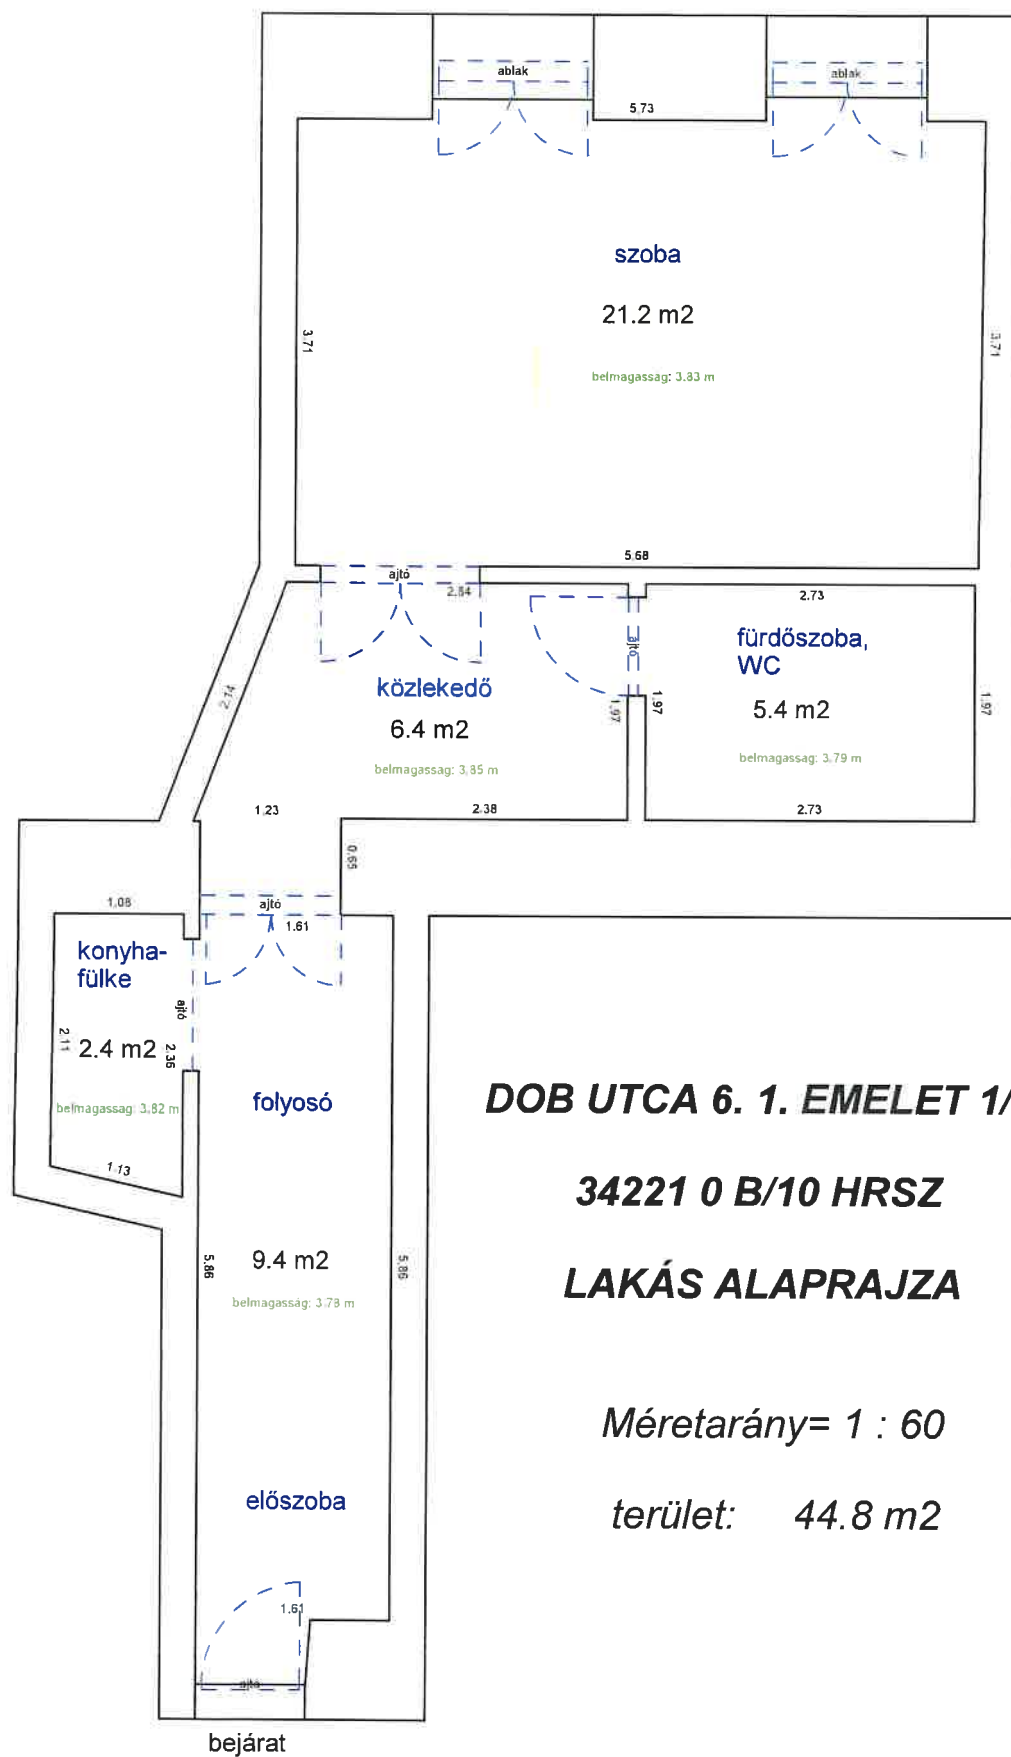 ablak
ablak
5.73
szoba
21.2 m2
3.71
3.71
belmagasság: 3.83 m
5.68
ajtó
2.84
2.73
ajtó
fürdőszoba,
WC
közlekedő
2.74
6.4 m2
1.97
1.97
5.4 m2
1.97
belmagasság: 3.85 m
belmagasság: 3.79 m
1.23
2.38
2.73
0.65
1.08
ajtó
1.61
konyha-
fülke
ajtó
2.11
2.4 m2
2.36
belmagasság: 3.82 m
folyosó
1.13
DOB UTCA 6. 1. EMELET 1/
34221 0 B/10 HRSZ
LAKÁS ALAPRAJZA
5.86
9.4 m2
5.86
belmagasság: 3.78 m
Méretarány= 1 : 60
előszoba
terület: 44.8 m2
1.61
ajtó
bejárat